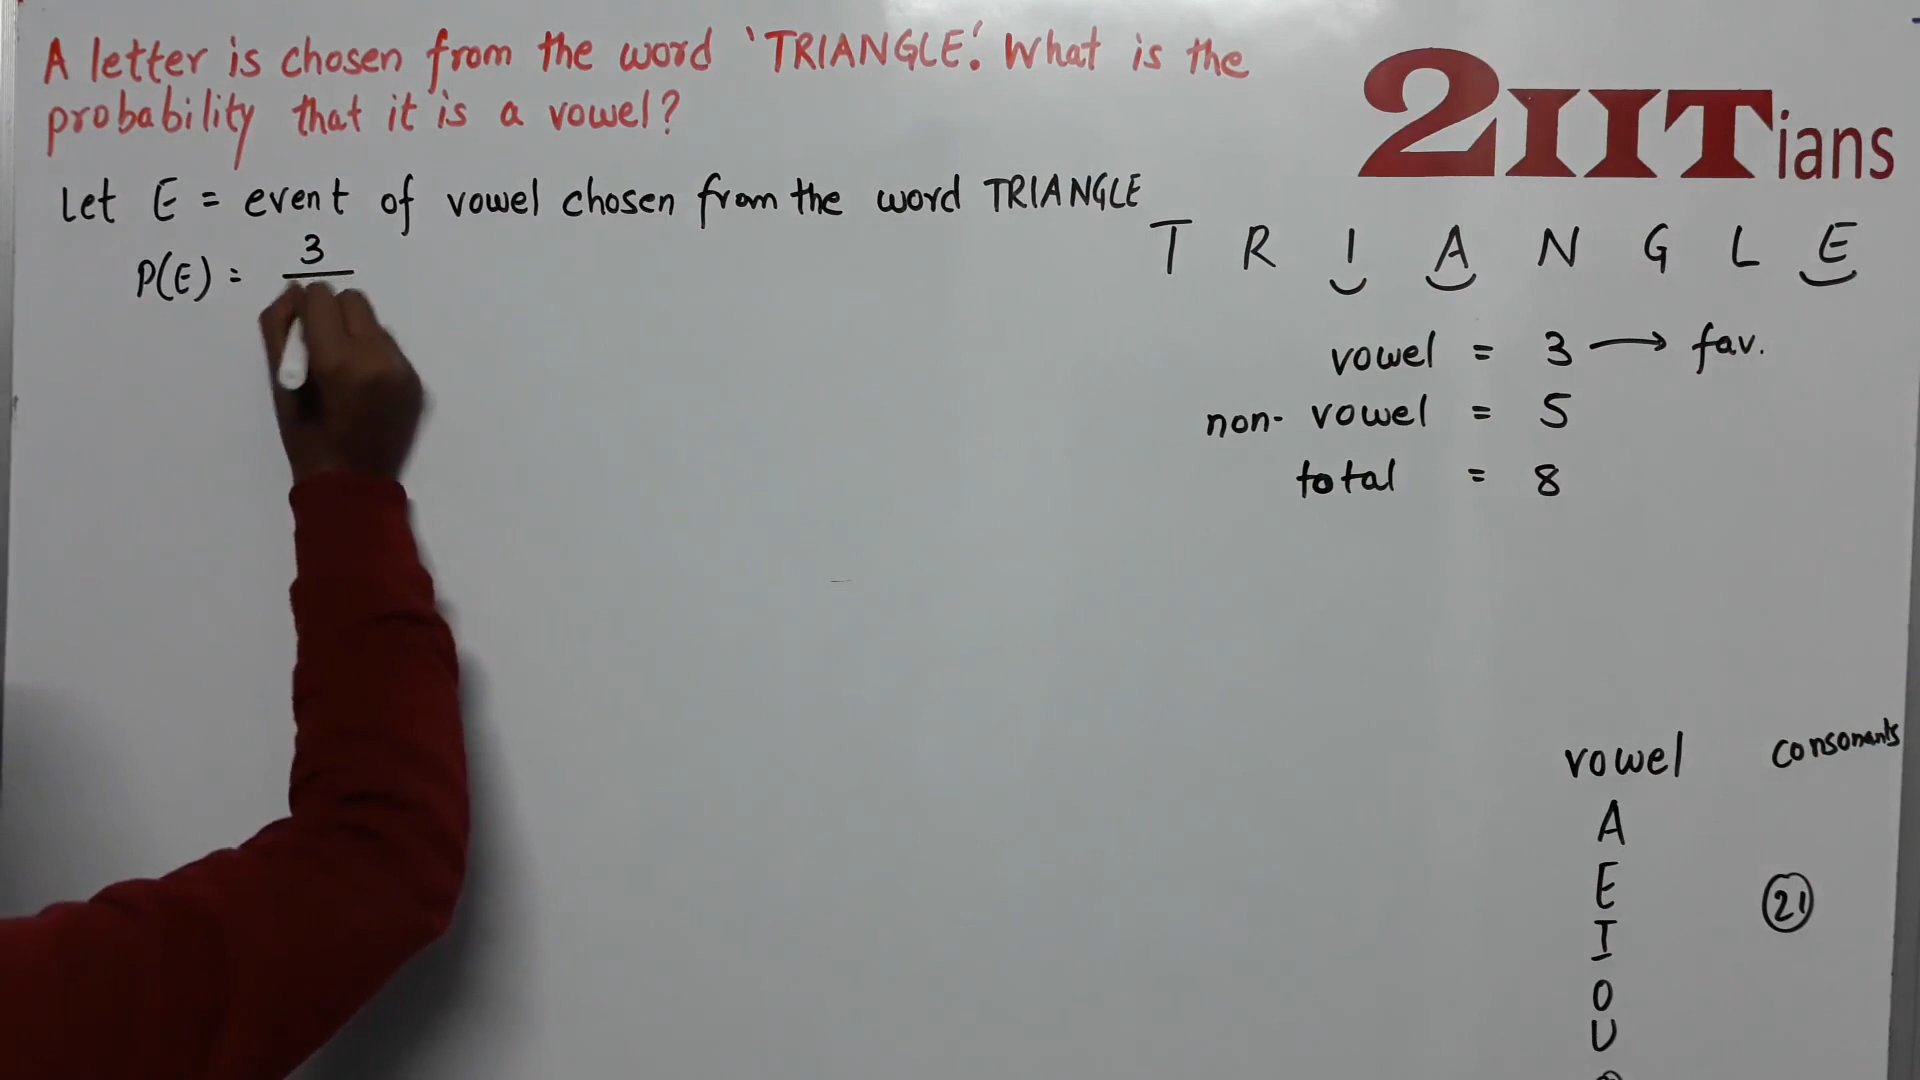 A letter is chosen from the word 'TRIANGLE'. What is the
probability that it is a vowel?
2IITians
Let E = event of vowel chosen from the word TRIANGLE
P(E) = 3
T R I A N G L E
vowel = 3 → fav.
non-vowel = 5
total = 8
vowel consonants
A
E
21
I
O
U